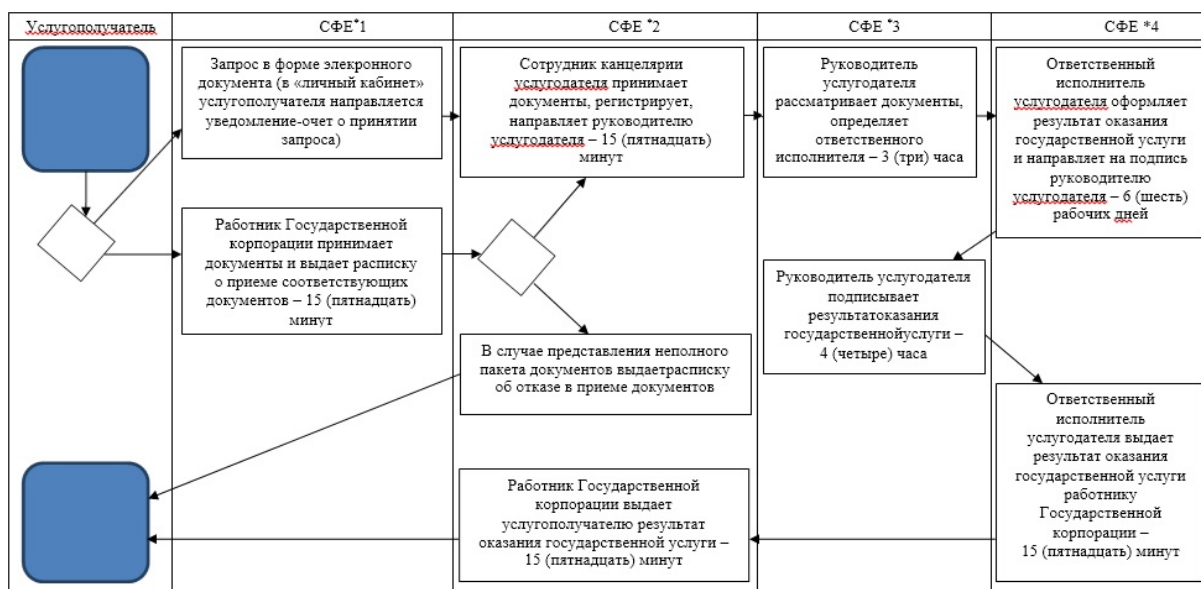 Услугополучатель
СФЕ*1
СФЕ *2
СФЕ *3
СФЕ *4
Запрос в форме элекронного
документа (в «личный кабинет»
услугополучателя направляется
уведомление-очет о принятии
запроса)
Сотрудник канцелярии
услугодателя принимает
документы, регистрирует,
направляет руководителю
услугодателя – 15 (пятнадцать)
минут
Руководитель
услугодателя
рассматривает документы,
определяет
ответственного
исполнителя – 3 (три) часа
Ответственный
исполнитель
услугодателя оформляет
результат оказания
государственной услуги
и направляет на подпись
руководителю
услугодателя – 6 (шесть)
рабочих дней
Работник Государственной
корпорации принимает
документы и выдает расписку
о приеме соответствующих
документов – 15 (пятнадцать)
минут
Руководитель услугодателя
подписывает
результатоказания
государственнойуслуги –
4 (четыре) часа
В случае представления неполного
пакета документов выдаетрасписку
об отказе в приеме документов
Ответственный
исполнитель
услугодателя выдает
результат оказания
государственной услуги
работнику
Государственной
корпорации –
15 (пятнадцать) минут
Работник Государственной
корпорации выдает
услугополучателю результат
оказания государственной услуги –
15 (пятнадцать) минут